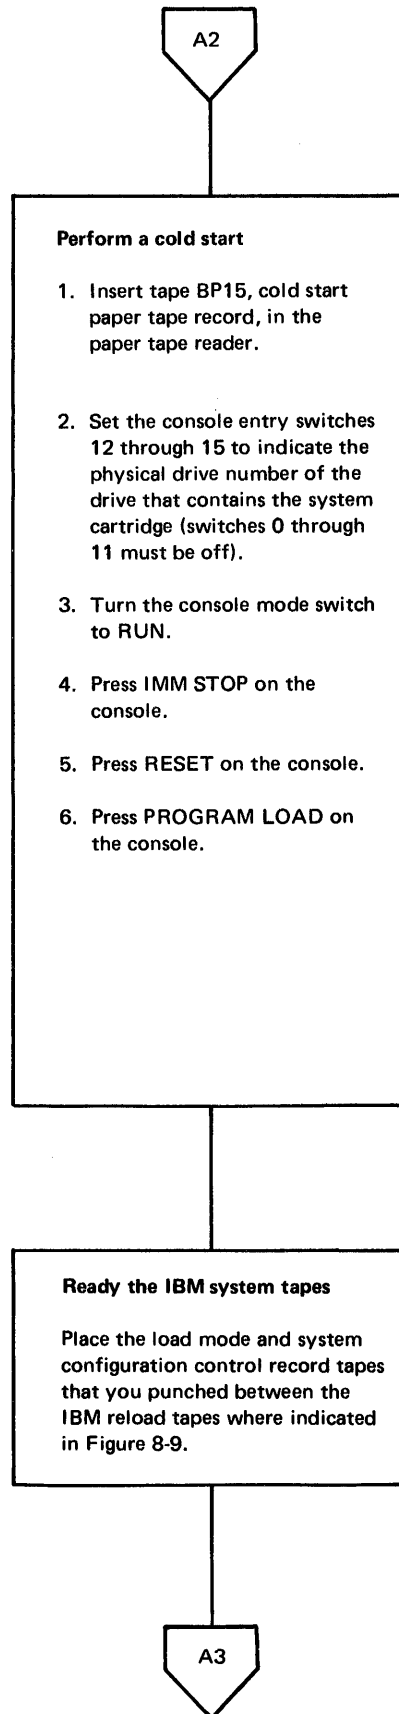 A2
Perform a cold start
1. Insert tape BP15, cold start
paper tape record, in the
paper tape reader.
2. Set the console entry switches
12 through 15 to indicate the
physical drive number of the
drive that contains the system
cartridge (switches 0 through
11 must be off).
3. Turn the console mode switch
to RUN.
4. Press IMM STOP on the
console.
5. Press RESET on the console.
6. Press PROGRAM LOAD on
the console.
Ready the IBM system tapes
Place the load mode and system
configuration control record tapes
that you punched between the
IBM reload tapes where indicated
in Figure 8-9.
A3